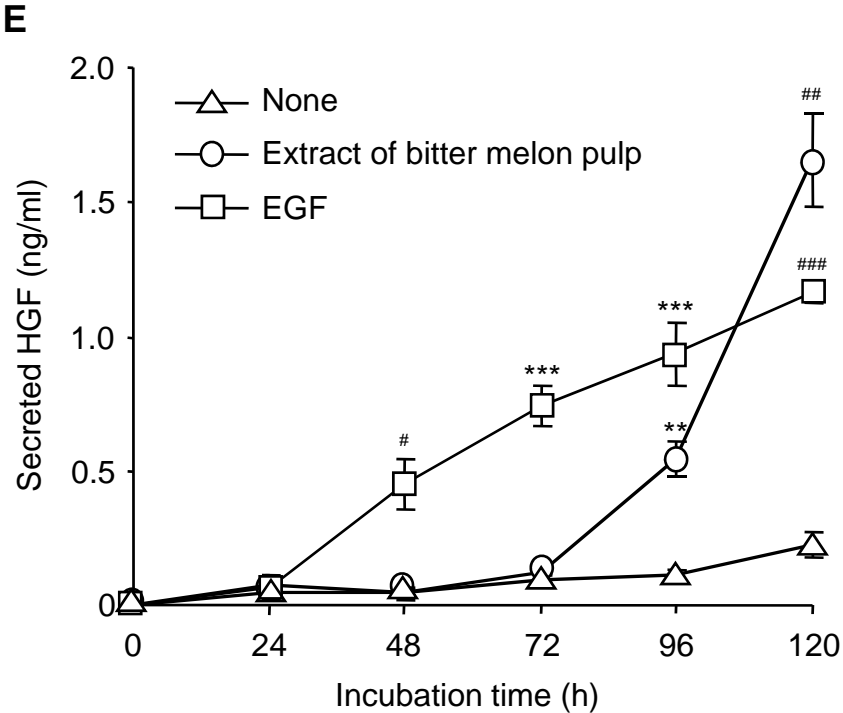 E
2.0
1.5
1.0
0.5
0
Secreted HGF (ng/ml)
None
Extract of bitter melon pulp
EGF
#
***
***
**
##
###
0 24 48 72 96 120
Incubation time (h)